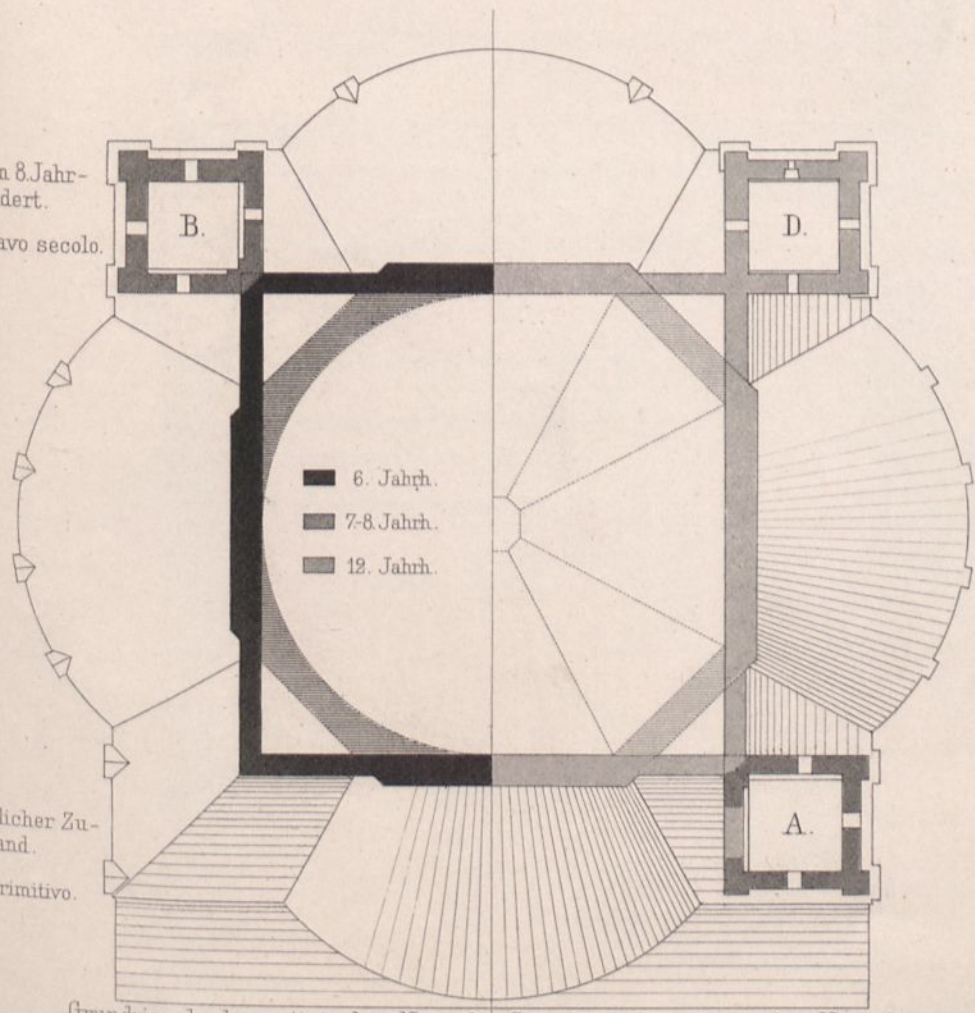 n 8. Jahr-
dert.
avo secolo.
B.
D.
6. Jahrh.
7-8. Jahrh.
12. Jahrh.
licher Zu-
and.
rimitivo.
A.